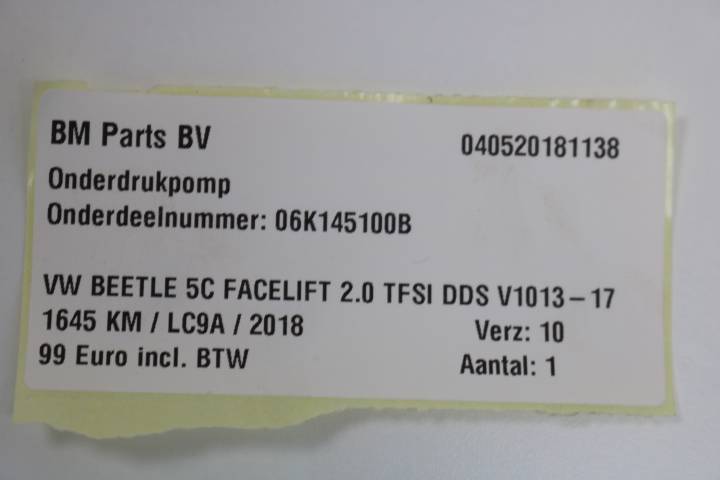 BM Parts BV 040520181138
Onderdrukpomp
Onderdeelnummer: 06K145100B
VW BEETLE 5C FACELIFT 2.0 TFSI DDS V1013-17
1645 KM / LC9A / 2018 Verz: 10
99 Euro incl. BTW Aantal: 1